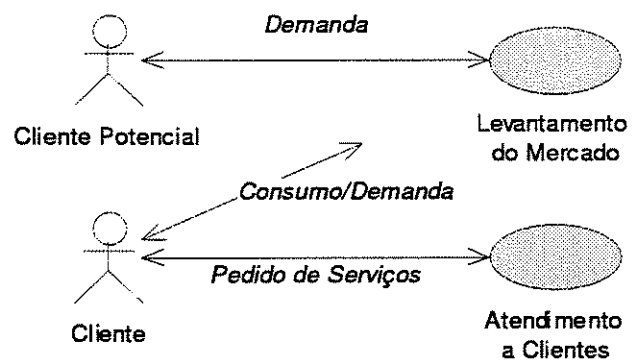 Demanda
Cliente Potencial
Levantamento
do Mercado
Consumo/Demanda
Pedido de Serviços
Cliente
Atendimento
a Clientes